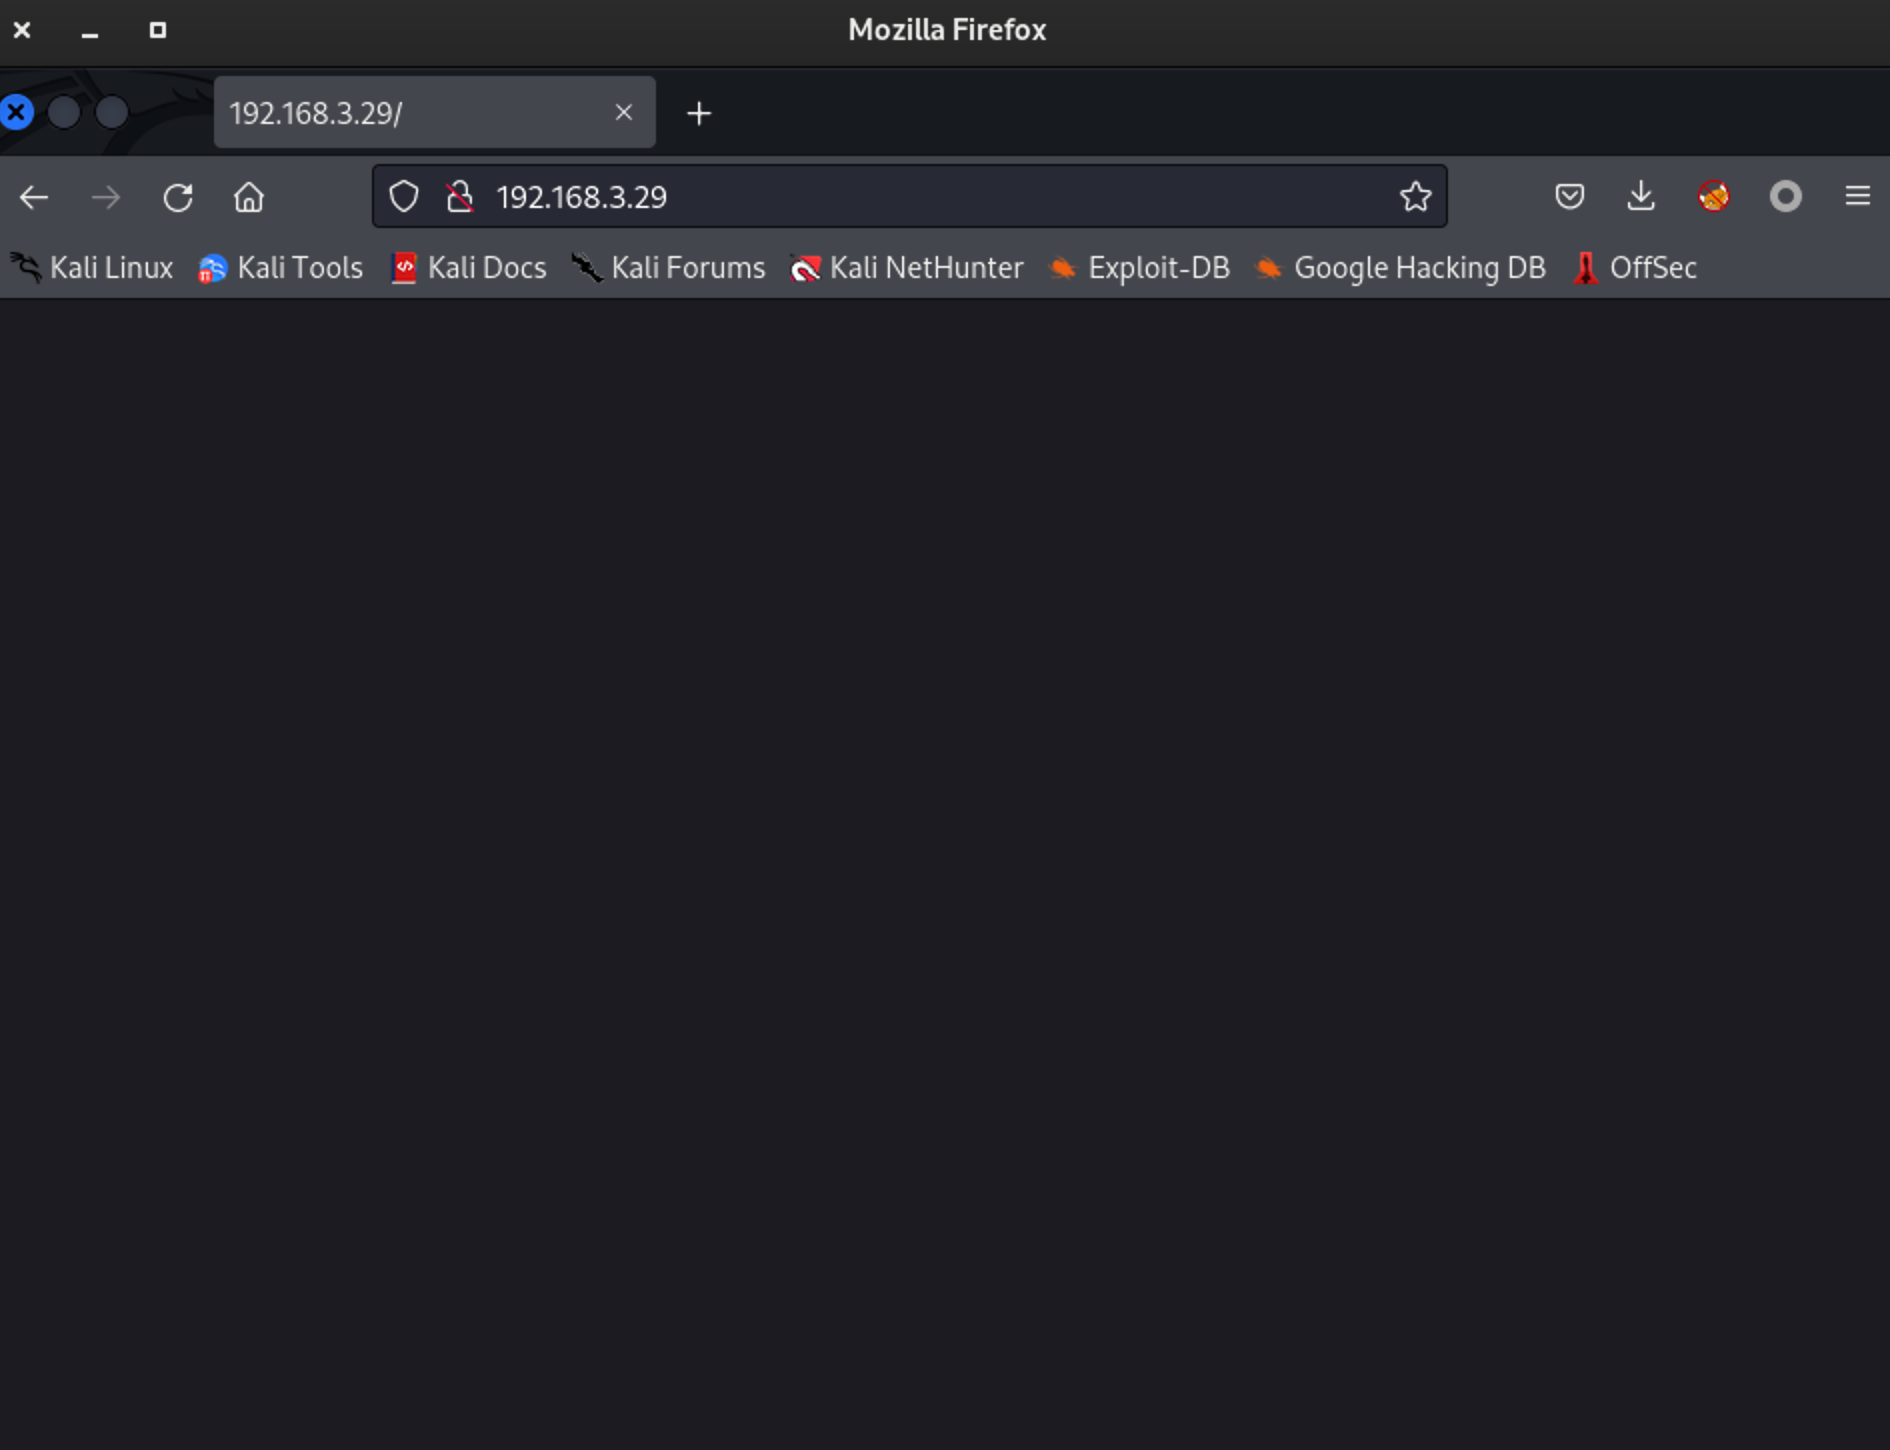 Mozilla Firefox
192.168.3.29/
192.168.3.29
Kali Linux Kali Tools Kali Docs Kali Forums Kali NetHunter Exploit-DB Google Hacking DB OffSec